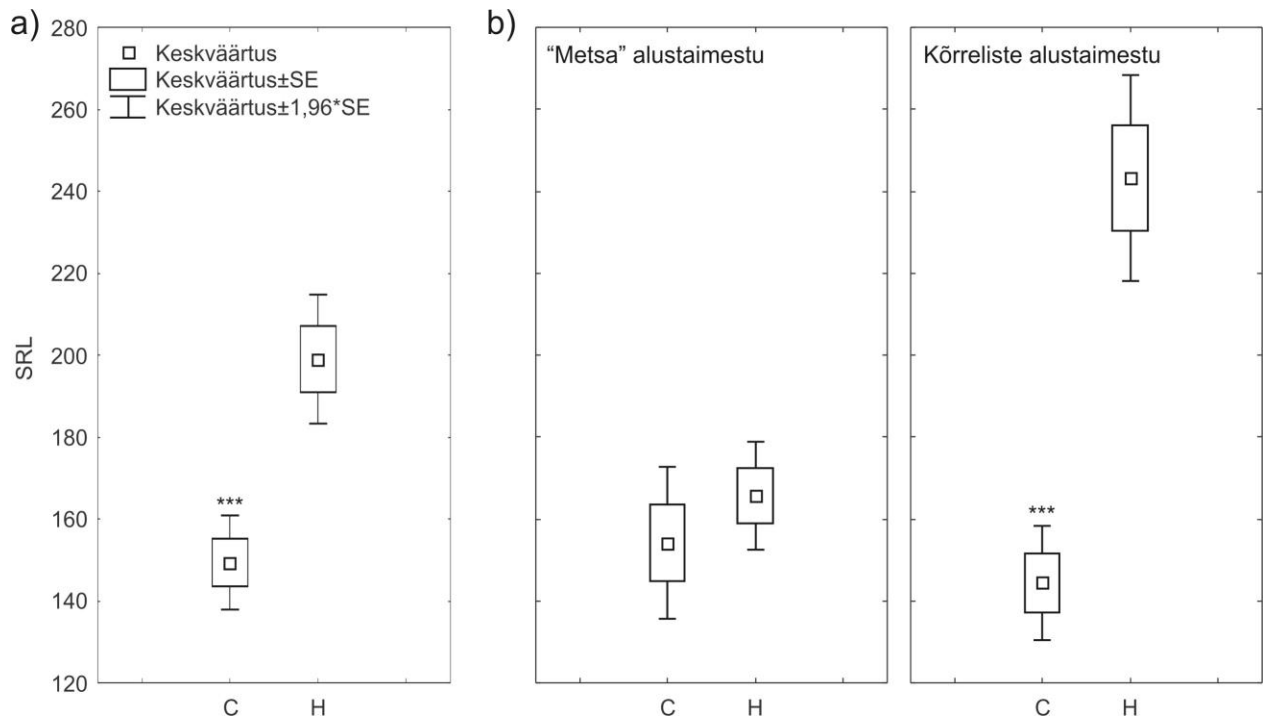 a)
280
260
240
220
200
180
160
140
120
SRL
Keskväärtus
Keskväärtus±SE
Keskväärtus±1,96*SE
***
C H
b)
“Metsa” alustaimestu
C H
Kõrreliste alustaimestu
***
C H